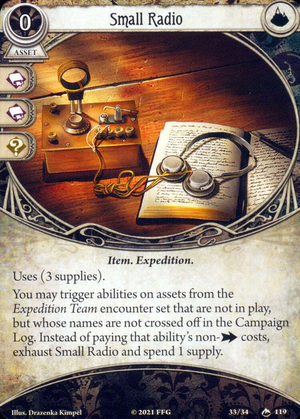 0
Small Radio
ASSET
?
Item. Expedition.
Uses (3 supplies).
You may trigger abilities on assets from the
Expedition Team encounter set that are not in play,
but whose names are not crossed off in the Campaign
Log. Instead of paying that ability's non- costs,
exhaust Small Radio and spend 1 supply.
Illus. Drazenka Kimpel
© 2021 FFG
33/34
119